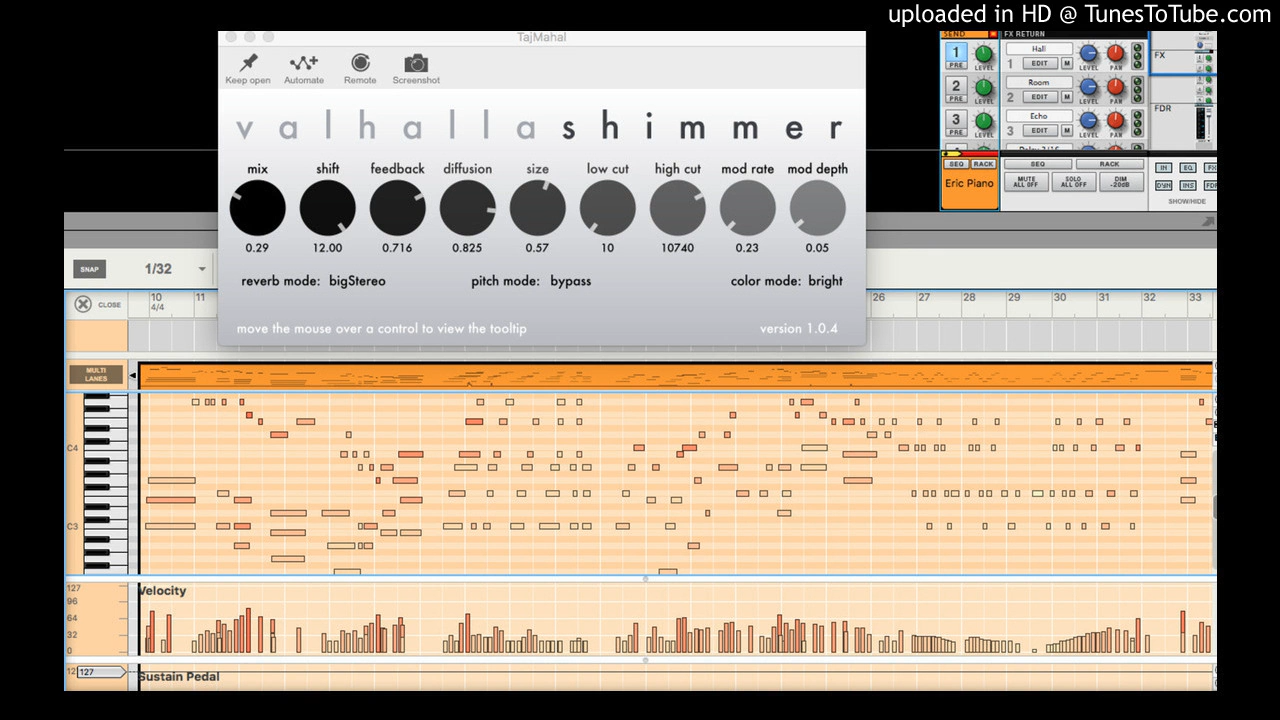 uploaded in HD @ TunesToTube.com
TajMahal
Keep open Automate Remote Screenshot
valhallashimmer
mix shift feedback diffusion size low cut high cut mod rate mod depth
0.29 12.00 0.716 0.825 0.57 10 10740 0.23 0.05
reverb mode: bigStereo pitch mode: bypass color mode: bright
move the mouse over a control to view the tooltip version 1.0.4
SEND FX RETURN
1 PRE LEVEL Hall 1 EDIT M LEVEL PAN
2 PRE LEVEL Room 2 EDIT M LEVEL PAN
3 PRE LEVEL Echo 3 EDIT M LEVEL PAN
FX
FDR
SEQ RACK SEQ RACK
Eric Piano
MUTE ALL OFF SOLO ALL OFF DIM -20dB
IN EQ FX
DYN INS FDR
SHOW/HIDE
SNAP 1/32
CLOSE 10 11 26 27 28 29 30 31 32 33
4/4
MULTI LANES
C4
C3
127 Velocity
96
64
32
0
127 Sustain Pedal